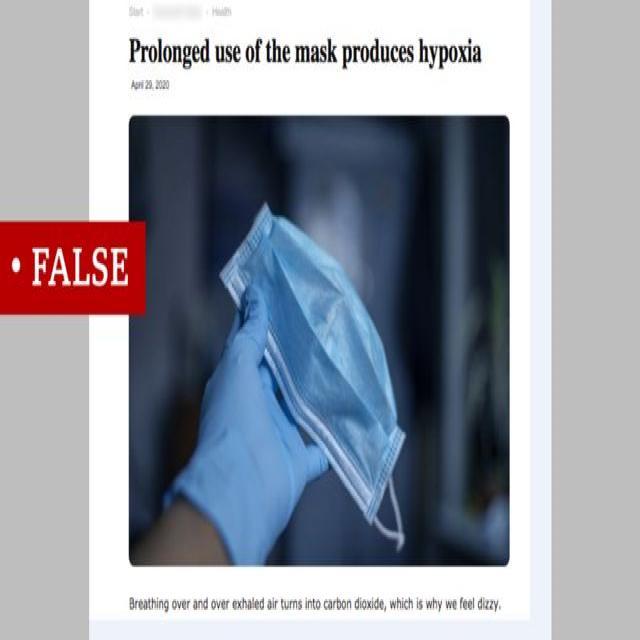 Start · · Health
Prolonged use of the mask produces hypoxia
April 29, 2020
• FALSE
Breathing over and over exhaled air turns into carbon dioxide, which is why we feel dizzy.